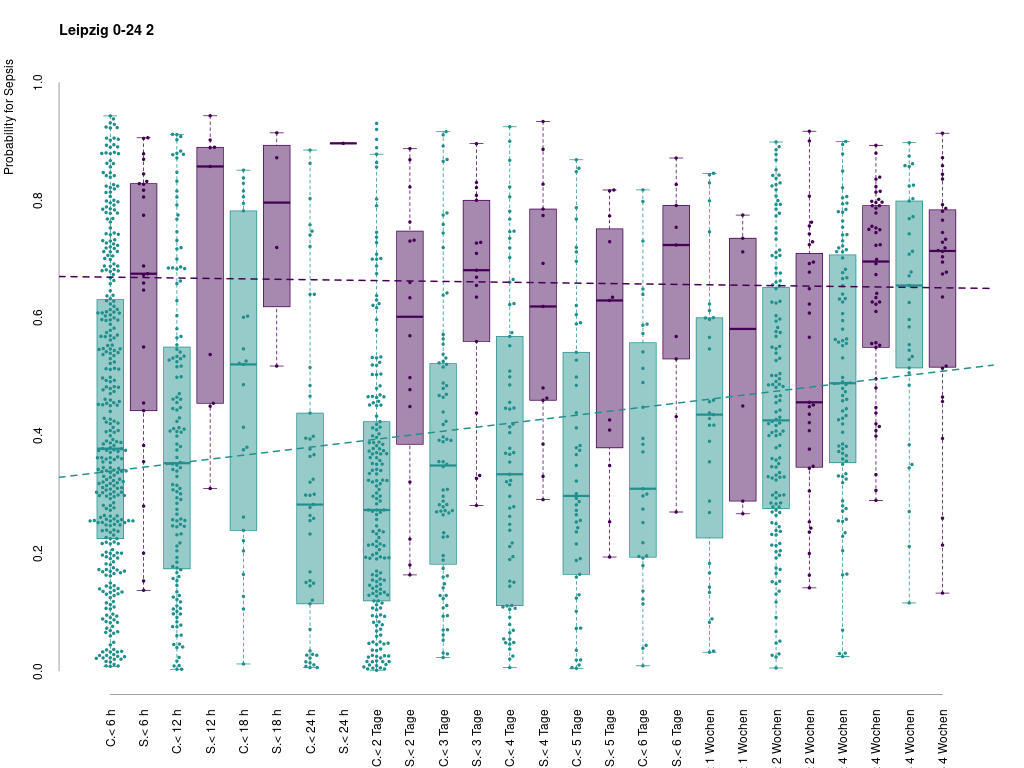 Leipzig 0-24 2
Probability for Sepsis
1.0
0.8
0.6
0.4
0.2
0.0
C.< 6 h
S.< 6 h
C.< 12 h
S.< 12 h
C.< 18 h
S.< 18 h
C.< 24 h
S.< 24 h
C.< 2 Tage
S.< 2 Tage
C.< 3 Tage
S.< 3 Tage
C.< 4 Tage
S.< 4 Tage
C.< 5 Tage
S.< 5 Tage
C.< 6 Tage
S.< 6 Tage
1 Wochen
1 Wochen
2 Wochen
2 Wochen
4 Wochen
4 Wochen
4 Wochen
4 Wochen